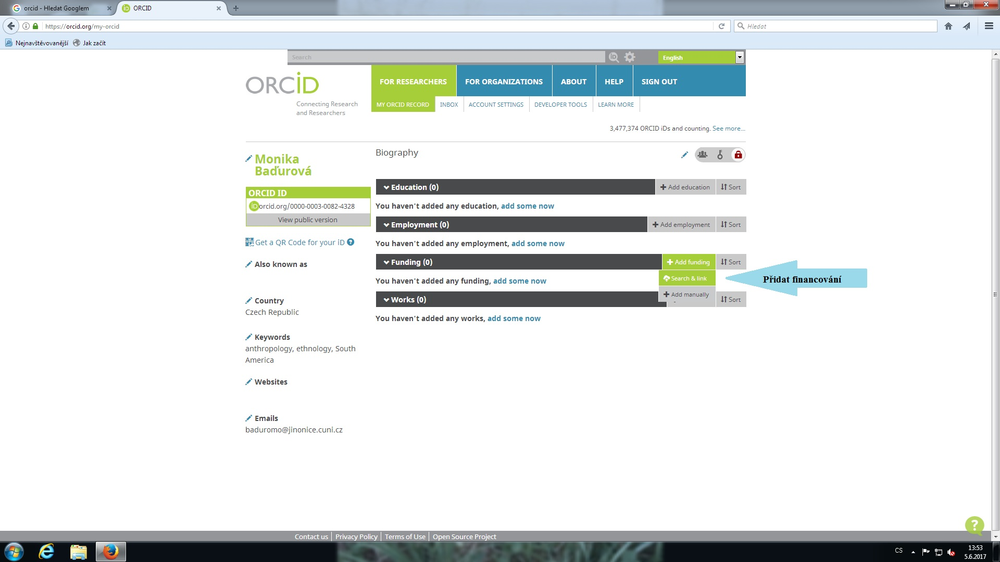 orcid - Hledat Googlem
ORCID
https://orcid.org/my-orcid
Hledat
Nejnavštěvovanější
Jak začít
Search
English
ORCID
Connecting Research
and Researchers
FOR RESEARCHERS
FOR ORGANIZATIONS
ABOUT
HELP
SIGN OUT
MY ORCID RECORD
INBOX
ACCOUNT SETTINGS
DEVELOPER TOOLS
LEARN MORE
3,477,374 ORCID iDs and counting. See more...
Monika
Baďurová
ORCID ID
iD orcid.org/0000-0003-0082-4328
View public version
Get a QR Code for your iD ?
Also known as
Country
Czech Republic
Keywords
anthropology, ethnology, South
America
Websites
Emails
baduromo@jinonice.cuni.cz
Biography
Education (0)
Add education
Sort
You haven't added any education, add some now
Employment (0)
Add employment
Sort
You haven't added any employment, add some now
Funding (0)
Add funding
Sort
Search & link
Add manually
You haven't added any funding, add some now
Works (0)
Sort
You haven't added any works, add some now
Přidat financování
?
Contact us
Privacy Policy
Terms of Use
Open Source Project
CS
13:53
5.6.2017